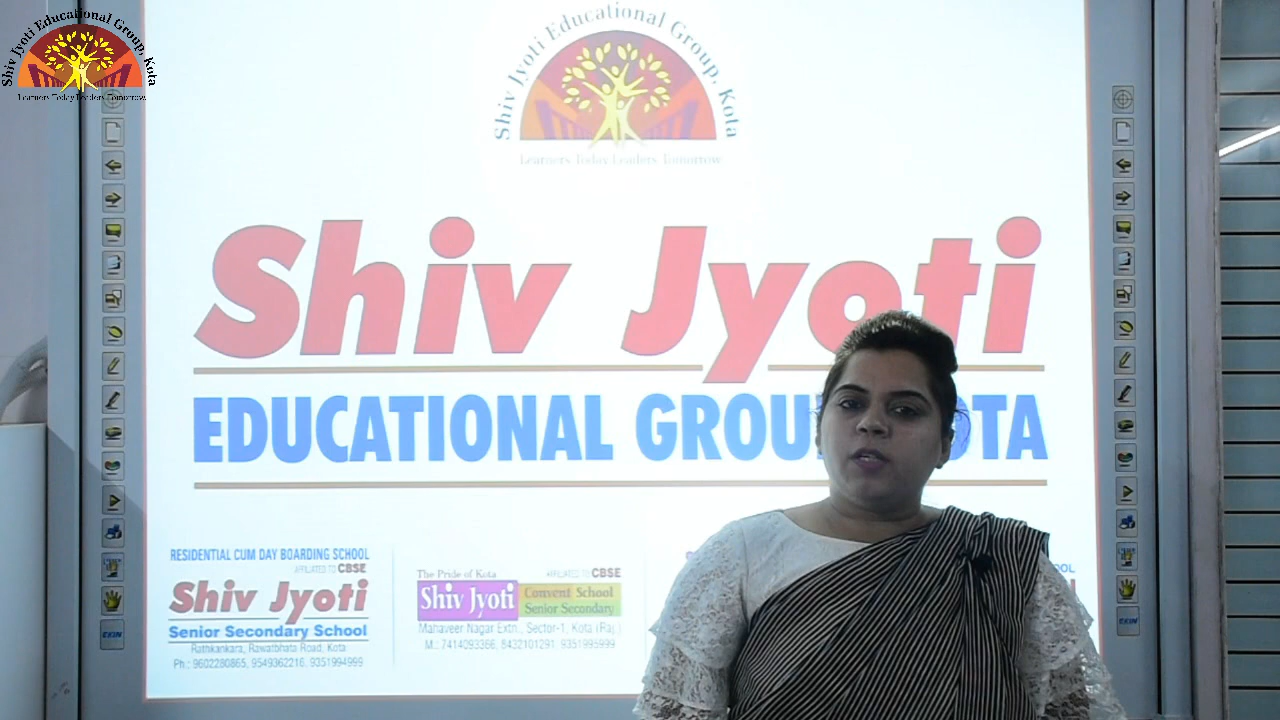 Shiv Jyoti Educational Group, Kota
Learners Today Leaders Tomorrow
Shiv Jyoti Educational Group, Kota
Learners Today Leaders Tomorrow
Shiv Jyoti
EDUCATIONAL GROU OTA
RESIDENTIAL CUM DAY BOARDING SCHOOL
AFFILIATED TO CBSE
Shiv Jyoti
Senior Secondary School
Rathkankara, Rawatbhata Road, Kota
Ph.: 9602280865, 9549362216, 9351994999
The Pride of Kota
AFFILIATED TO CBSE
Shiv Jyoti Convent School
Senior Secondary
Mahaveer Nagar Extn., Sector-1, Kota (Raj.)
M.: 7414093366, 8432101291, 9351995999
OOL